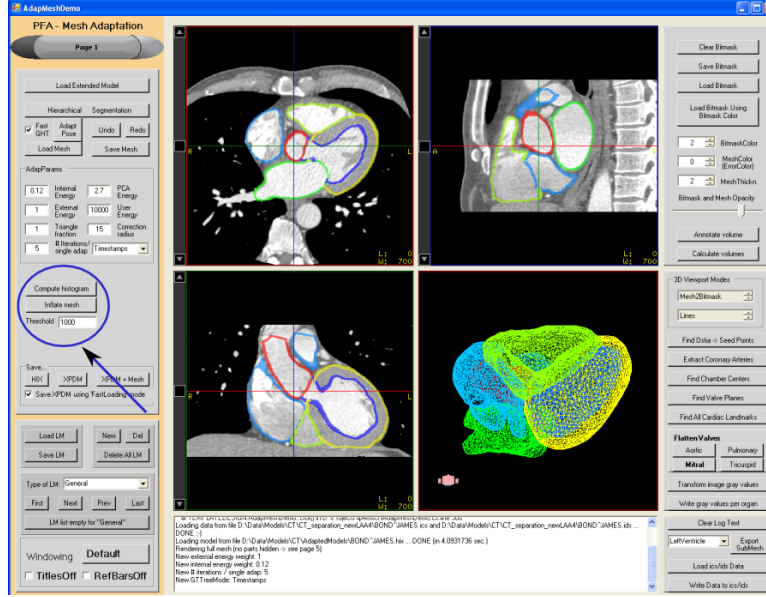 AdapMeshDemo
PFA - Mesh Adaptation
Page 1
Load Extended Model
Hierarchical Segmentation
Fast GHT
Adapt Pose
Undo
Redo
Load Mesh
Save Mesh
AdapParams
0.12 Internal Energy
2.7 PCA Energy
1 External Energy
10000 User Energy
1 Triangle fraction
15 Correction radius
5 # Iterations/ single adap
Timestamps
Compute histogram
Inflate mesh
Threshold 1000
Save...
HIX
XPDM
XPDM + Mesh
Save XPDM using 'FastLoading' mode
Load LM
New
Del
Save LM
Delete All LM
Type of LM: General
First
Next
Prev
Last
LM list empty for "General"
Windowing
Default
TitlesOff
RefBarsOff
R
L: 0
W: 700
A
L: 0
W: 700
R
L: 0
W: 700
Loading data from file D:\Data\Models\CT\CT_separation_newLAA4\BOND^JAMES.ics and D:\Data\Models\CT\CT_separation_newLAA4\BOND^JAMES.ids ...
DONE :-)
Loading model from file D:\Data\Models\CT\AdaptedModels\BOND^JAMES.hix ... DONE (in 4.0931736 sec.)
Rendering full mesh (no parts hidden -> see page 5)
New external energy weight: 1
New internal energy weight: 0.12
New # iterations / single adap: 5
New GTTreeMode: Timestamps
Clear Bitmask
Save Bitmask
Load Bitmask
Load Bitmask Using Bitmask Color
2 BitmaskColor
0 MeshColor (ErrorColor)
2 MeshThickn.
Bitmask and Mesh Opacity
Annotate volume
Calculate volumes
3D Viewport Modes
Mesh2Bitmask
Lines
Find Ostia -> Seed Points
Extract Coronary Arteries
Find Chamber Centers
Find Valve Planes
Find All Cardiac Landmarks
Flatten Valves
Aortic
Pulmonary
Mitral
Tricuspid
Transform image gray values
Write gray values per organ
Clear Log Text
LeftVentricle
Export SubMesh
Load ics/ids Data
Write Data to ics/ids